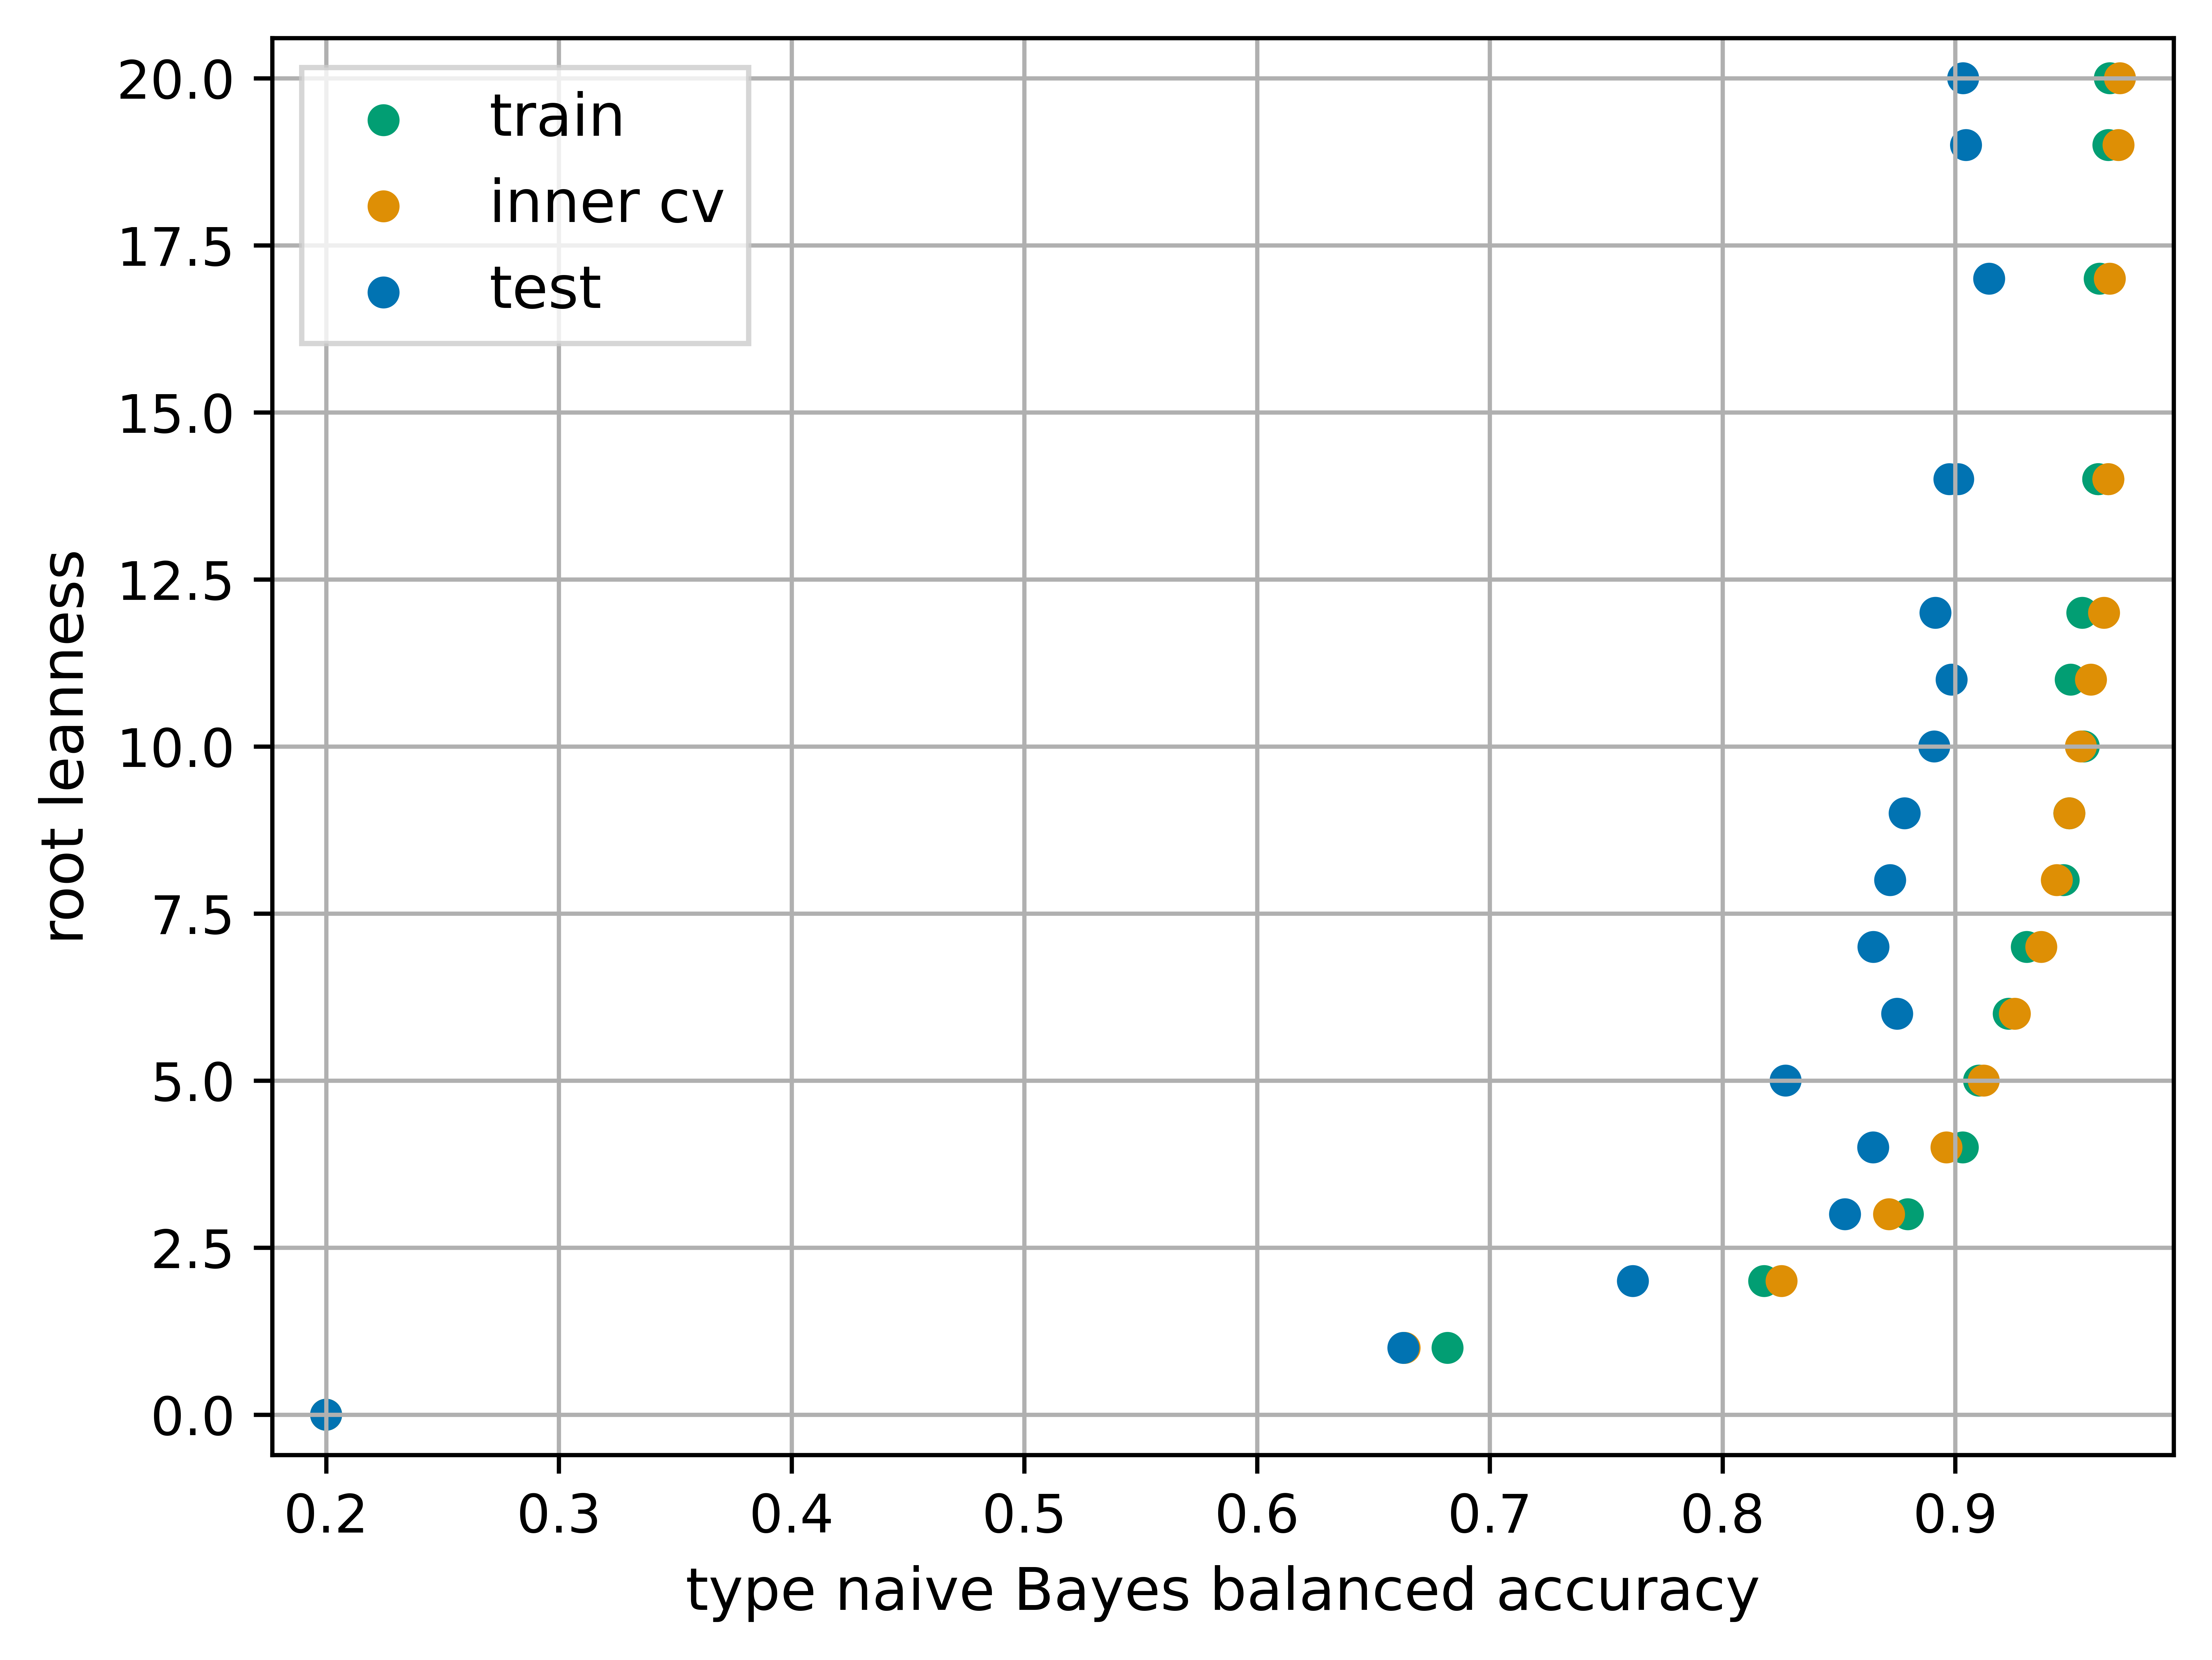 20.0
17.5
15.0
12.5
10.0
7.5
5.0
2.5
0.0
root leanness
train
inner cv
test
0.2 0.3 0.4 0.5 0.6 0.7 0.8 0.9
type naive Bayes balanced accuracy